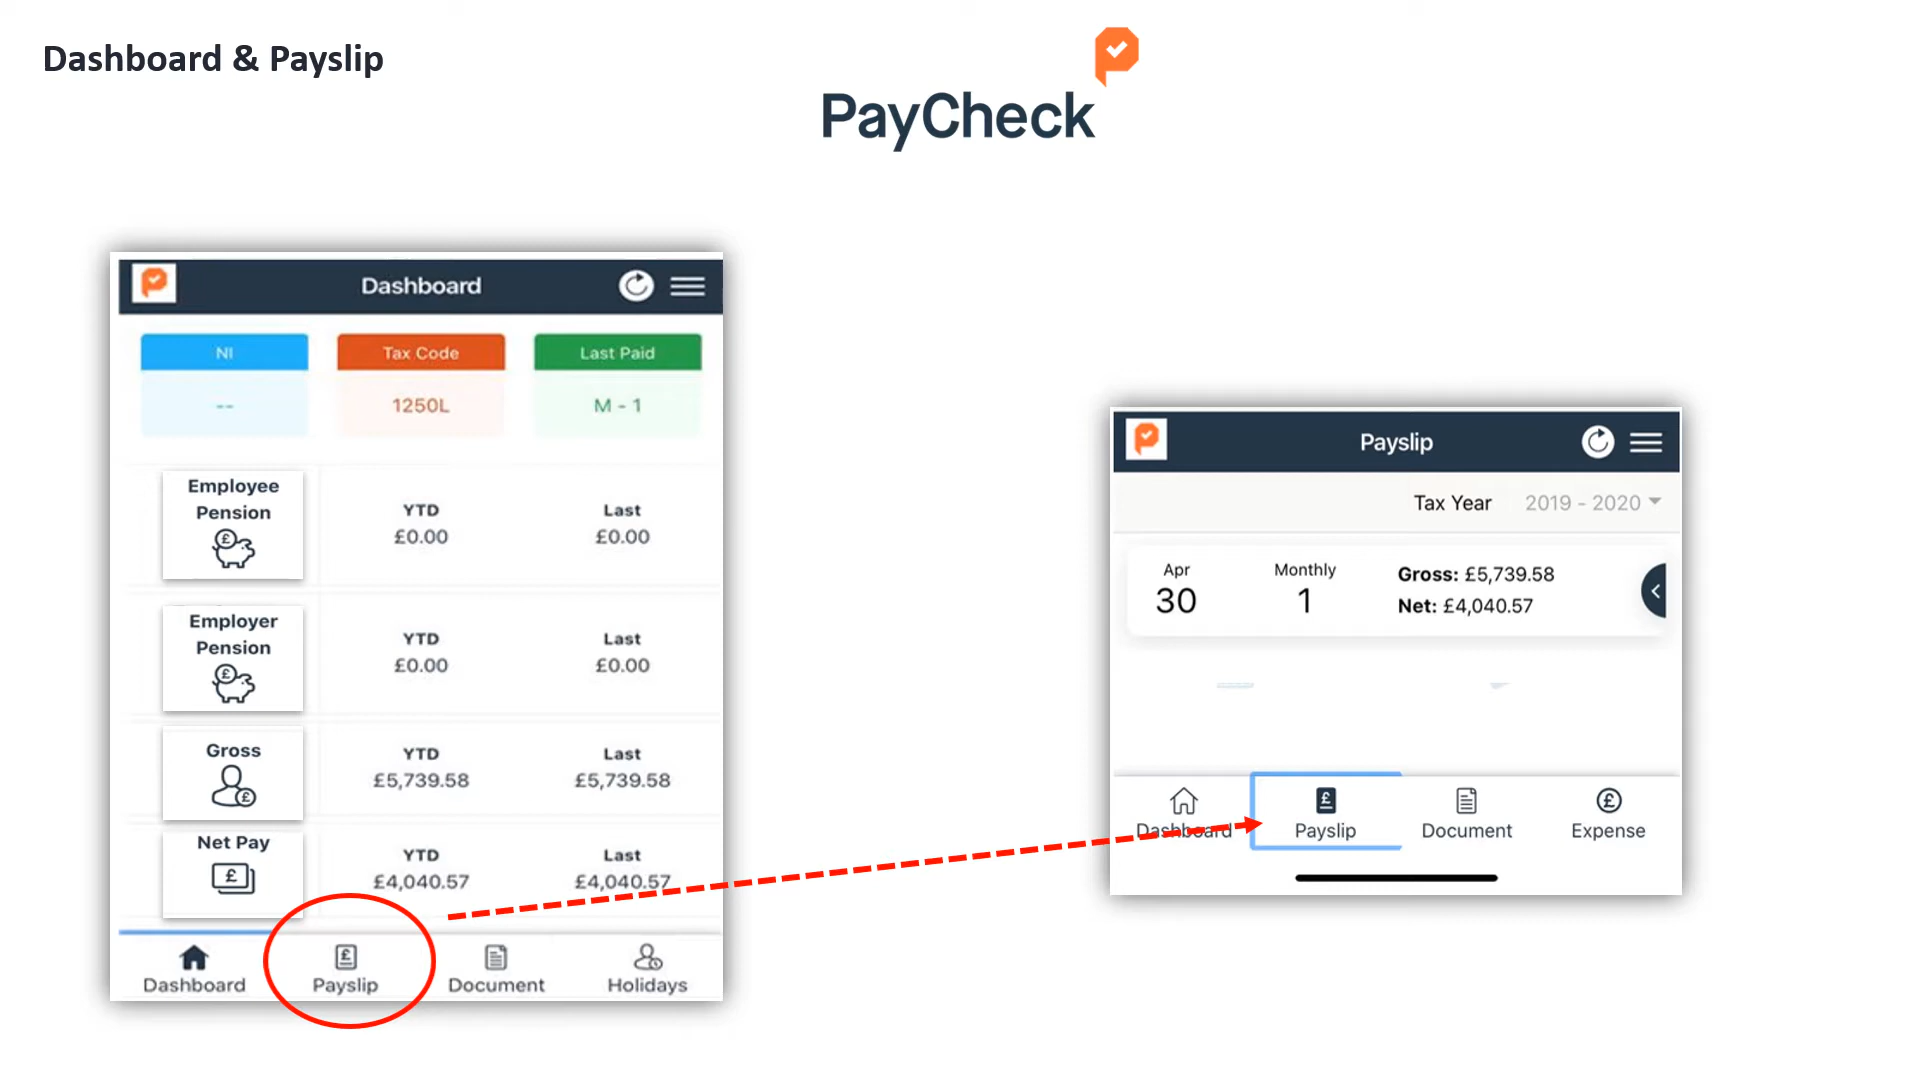 Dashboard & Payslip
PayCheck
Dashboard
NI
Tax Code
Last Paid
--
1250L
M - 1
Employee
Pension
YTD
Last
£0.00
£0.00
Employer
Pension
YTD
Last
£0.00
£0.00
Gross
YTD
Last
£5,739.58
£5,739.58
Net Pay
YTD
Last
£4,040.57
£4,040.57
Dashboard
Payslip
Document
Holidays
Payslip
Tax Year
2019 - 2020
Apr
30
Monthly
1
Gross: £5,739.58
Net: £4,040.57
Dashboard
Payslip
Document
Expense